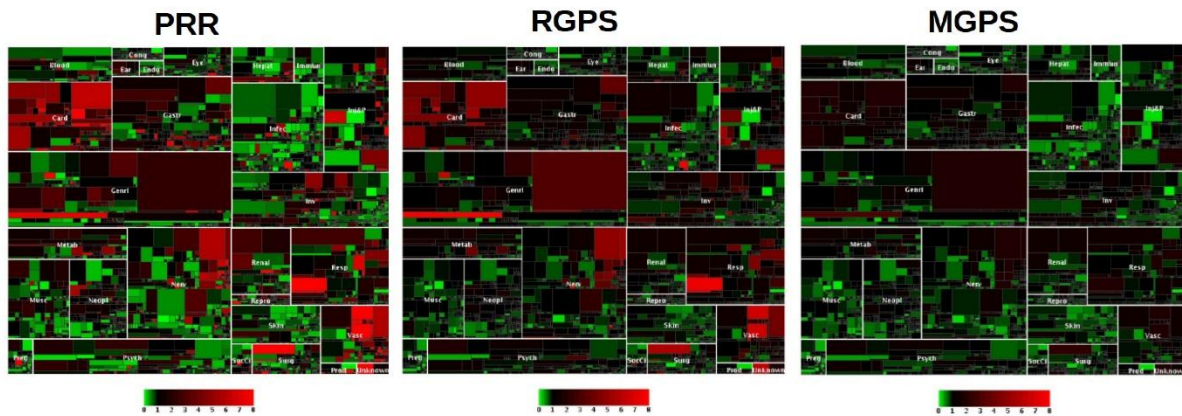 PRR RGPS MGPS
Blood Cong Eye Hepat Immun
Ear Endo
Card Gastr Infec Inj&P
Genrl Inv
Metab Renal Resp
Musc Neopl Nerv Repro
Skin Vasc
Preg Psych SocCi Surg Prod Unknown
0 1 2 3 4 5 6 7 8
Blood Cong Eye Hepat Immun
Ear Endo
Card Gastr Infec Inj&P
Genrl Inv
Metab Renal Resp
Musc Neopl Nerv Repro
Skin Vasc
Preg Psych SocCi Surg Prod Unknown
0 1 2 3 4 5 6 7 8
Blood Cong Eye Hepat Immun
Ear Endo
Card Gastr Infec Inj&P
Genrl Inv
Metab Renal Resp
Musc Neopl Nerv Repro
Skin Vasc
Preg Psych SocCi Surg Prod Unknown
0 1 2 3 4 5 6 7 8